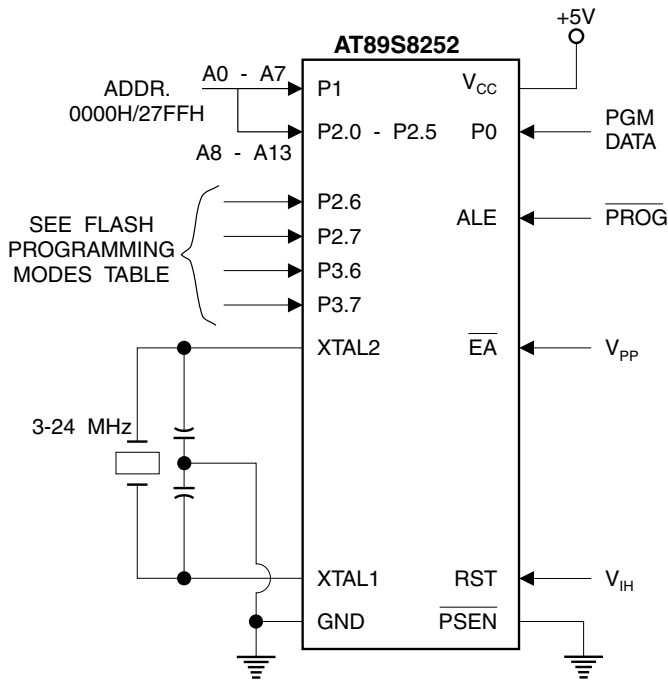 +5V
AT89S8252
ADDR.
0000H/27FFH
A0 - A7
P1
VCC
A8 - A13
P2.0 - P2.5
P0
PGM
DATA
SEE FLASH
PROGRAMMING
MODES TABLE
P2.6
P2.7
P3.6
P3.7
ALE
PROG
XTAL2
EA
VPP
3-24 MHz
XTAL1
RST
VIH
GND
PSEN